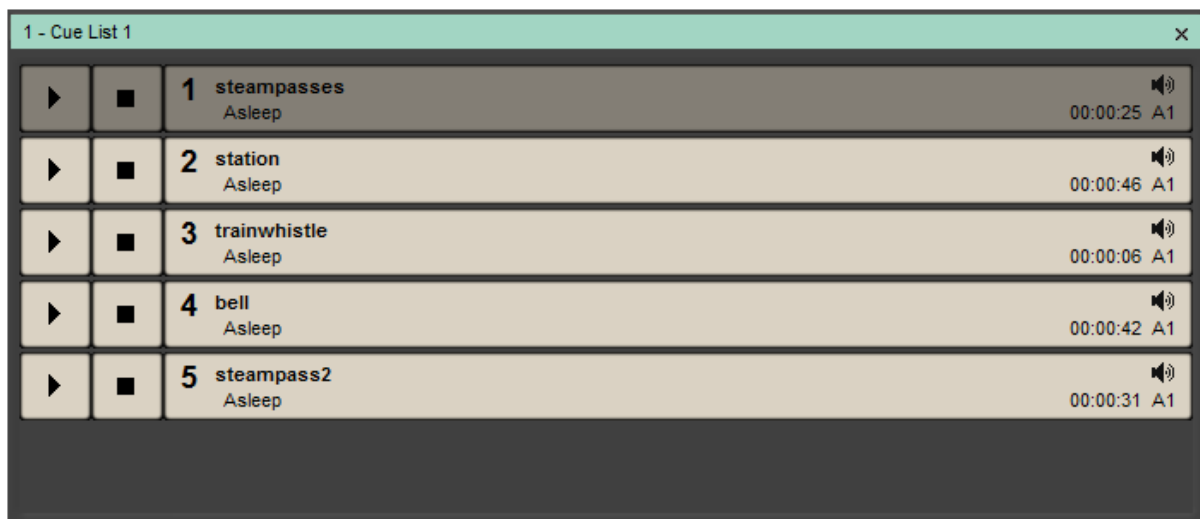 1 - Cue List 1
1 steampasses
Asleep 00:00:25 A1
2 station
Asleep 00:00:46 A1
3 trainwhistle
Asleep 00:00:06 A1
4 bell
Asleep 00:00:42 A1
5 steampass2
Asleep 00:00:31 A1